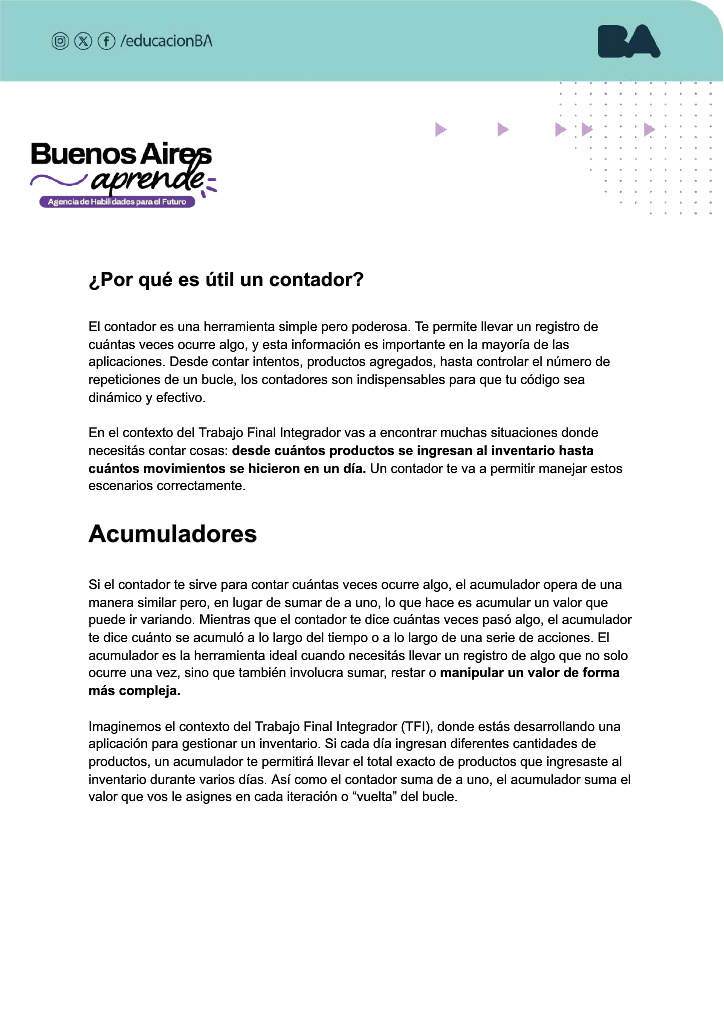 /educacionBA
BA
Buenos Aires
aprende
Agencia de Habilidades para el Futuro
¿Por qué es útil un contador?
El contador es una herramienta simple pero poderosa. Te permite llevar un registro de
cuántas veces ocurre algo, y esta información es importante en la mayoría de las
aplicaciones. Desde contar intentos, productos agregados, hasta controlar el número de
repeticiones de un bucle, los contadores son indispensables para que tu código sea
dinámico y efectivo.
En el contexto del Trabajo Final Integrador vas a encontrar muchas situaciones donde
necesitás contar cosas: desde cuántos productos se ingresan al inventario hasta
cuántos movimientos se hicieron en un día. Un contador te va a permitir manejar estos
escenarios correctamente.
Acumuladores
Si el contador te sirve para contar cuántas veces ocurre algo, el acumulador opera de una
manera similar pero, en lugar de sumar de a uno, lo que hace es acumular un valor que
puede ir variando. Mientras que el contador te dice cuántas veces pasó algo, el acumulador
te dice cuánto se acumuló a lo largo del tiempo o a lo largo de una serie de acciones. El
acumulador es la herramienta ideal cuando necesitás llevar un registro de algo que no solo
ocurre una vez, sino que también involucra sumar, restar o manipular un valor de forma
más compleja.
Imaginemos el contexto del Trabajo Final Integrador (TFI), donde estás desarrollando una
aplicación para gestionar un inventario. Si cada día ingresan diferentes cantidades de
productos, un acumulador te permitirá llevar el total exacto de productos que ingresaste al
inventario durante varios días. Así como el contador suma de a uno, el acumulador suma el
valor que vos le asignes en cada iteración o “vuelta” del bucle.